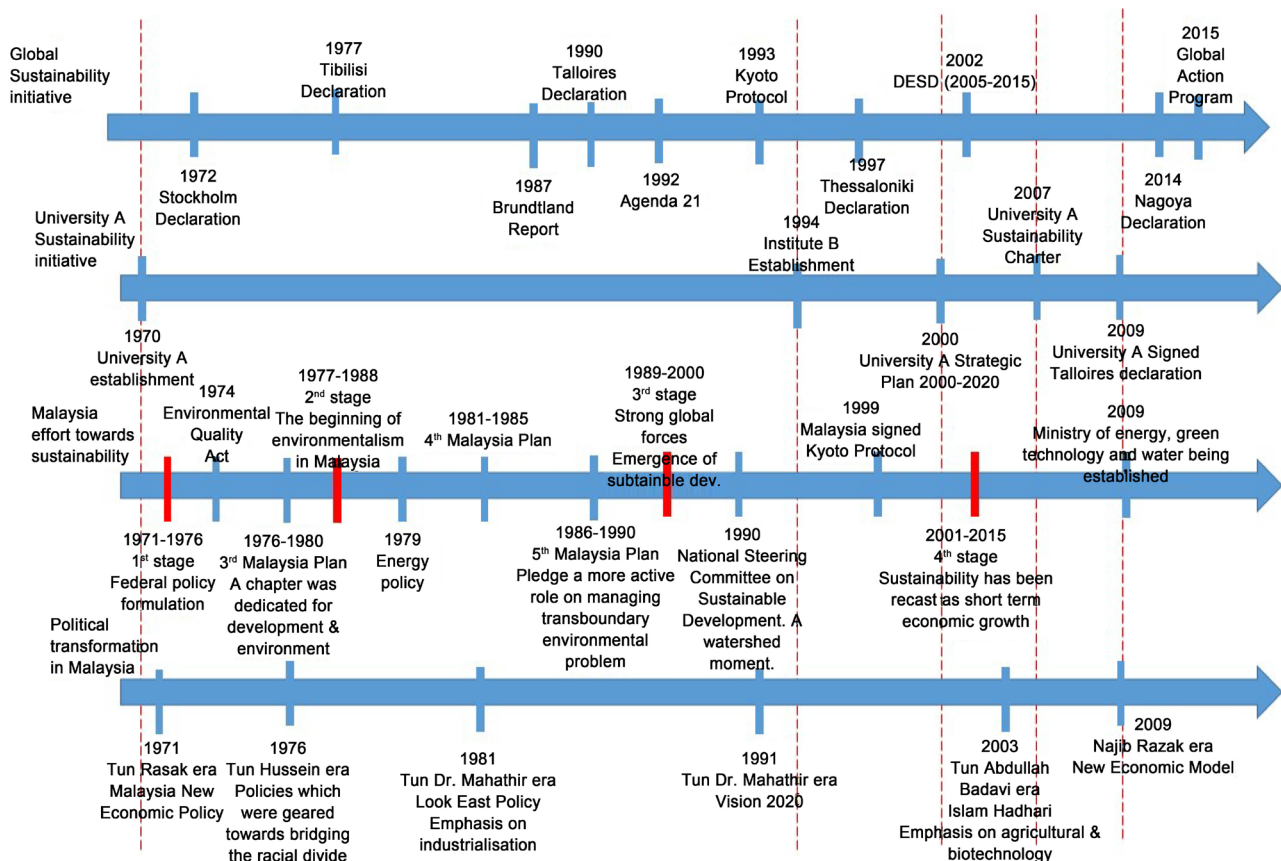 Global
Sustainability
initiative
1972
Stockholm
Declaration
1977
Tibilisi
Declaration
1987
Brundtland
Report
1990
Talloires
Declaration
1992
Agenda 21
1993
Kyoto
Protocol
1997
Thessaloniki
Declaration
2002
DESD (2005-2015)
2014
Nagoya
Declaration
2015
Global
Action
Program
University A
Sustainability
initiative
1970
University A
establishment
1994
Institute B
Establishment
2000
University A Strategic
Plan 2000-2020
2007
University A
Sustainability
Charter
2009
University A Signed
Talloires declaration
Malaysia
effort towards
sustainability
1971-1976
1st stage
Federal policy
formulation
1974
Environmental
Quality
Act
1976-1980
3rd Malaysia Plan
A chapter was
dedicated for
development &
environment
1977-1988
2nd stage
The beginning of
environmentalism
in Malaysia
1979
Energy
policy
1981-1985
4th Malaysia Plan
1986-1990
5th Malaysia Plan
Pledge a more active
role on managing
transboundary
environmental
problem
1989-2000
3rd stage
Strong global
forces
Emergence of
subtainble dev.
1990
National Steering
Committee on
Sustainable
Development. A
watershed
moment.
1999
Malaysia signed
Kyoto Protocol
2001-2015
4th stage
Sustainability has been
recast as short term
economic growth
2009
Ministry of energy, green
technology and water being
established
Political
transformation
in Malaysia
1971
Tun Rasak era
Malaysia New
Economic Policy
1976
Tun Hussein era
Policies which
were geared
towards bridging
the racial divide
1981
Tun Dr. Mahathir era
Look East Policy
Emphasis on
industrialisation
1991
Tun Dr. Mahathir era
Vision 2020
2003
Tun Abdullah
Badavi era
Islam Hadhari
Emphasis on agricultural &
biotechnology
2009
Najib Razak era
New Economic Model